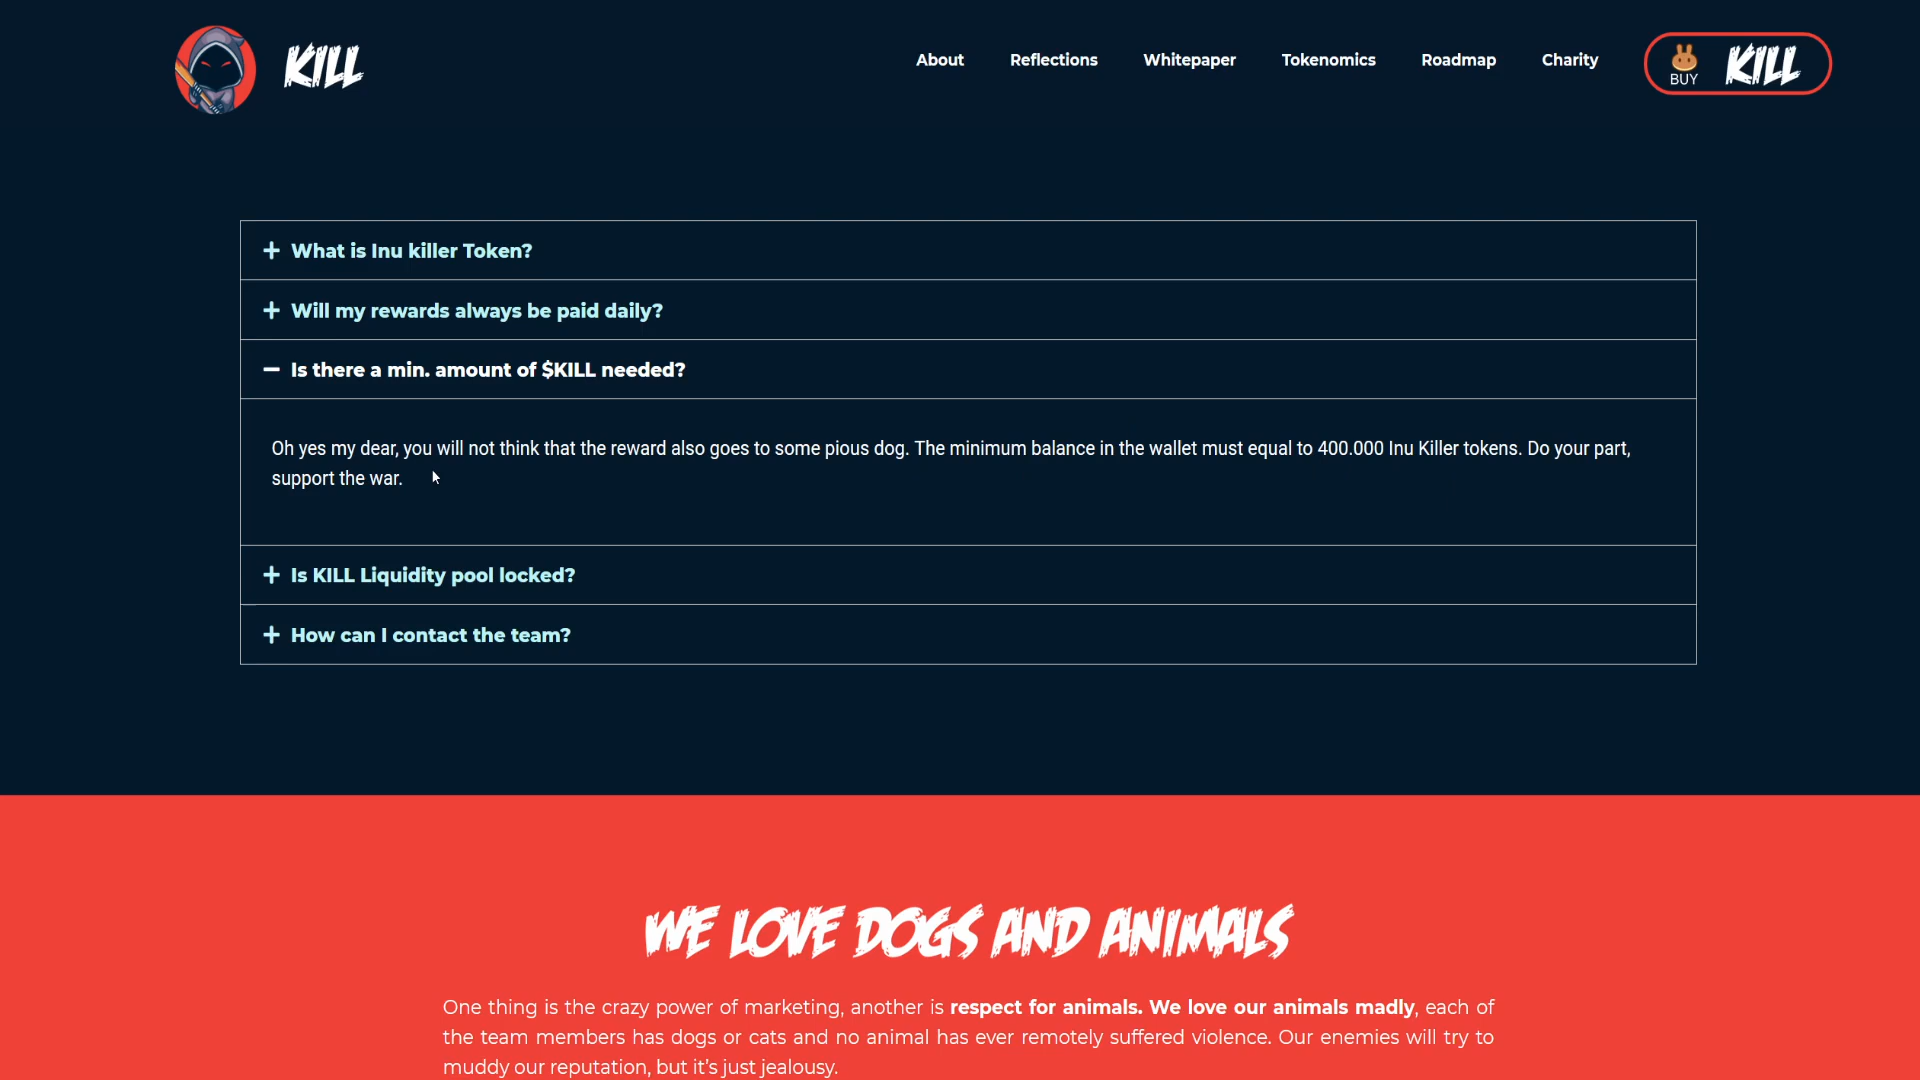 KILL
About
Reflections
Whitepaper
Tokenomics
Roadmap
Charity
BUY
KILL
What is Inu killer Token?
Will my rewards always be paid daily?
Is there a min. amount of $KILL needed?
Oh yes my dear, you will not think that the reward also goes to some pious dog. The minimum balance in the wallet must equal to 400.000 Inu Killer tokens. Do your part,
support the war.
Is KILL Liquidity pool locked?
How can I contact the team?
WE LOVE DOGS AND ANIMALS
One thing is the crazy power of marketing, another is respect for animals. We love our animals madly, each of
the team members has dogs or cats and no animal has ever remotely suffered violence. Our enemies will try to
muddy our reputation, but it's just jealousy.